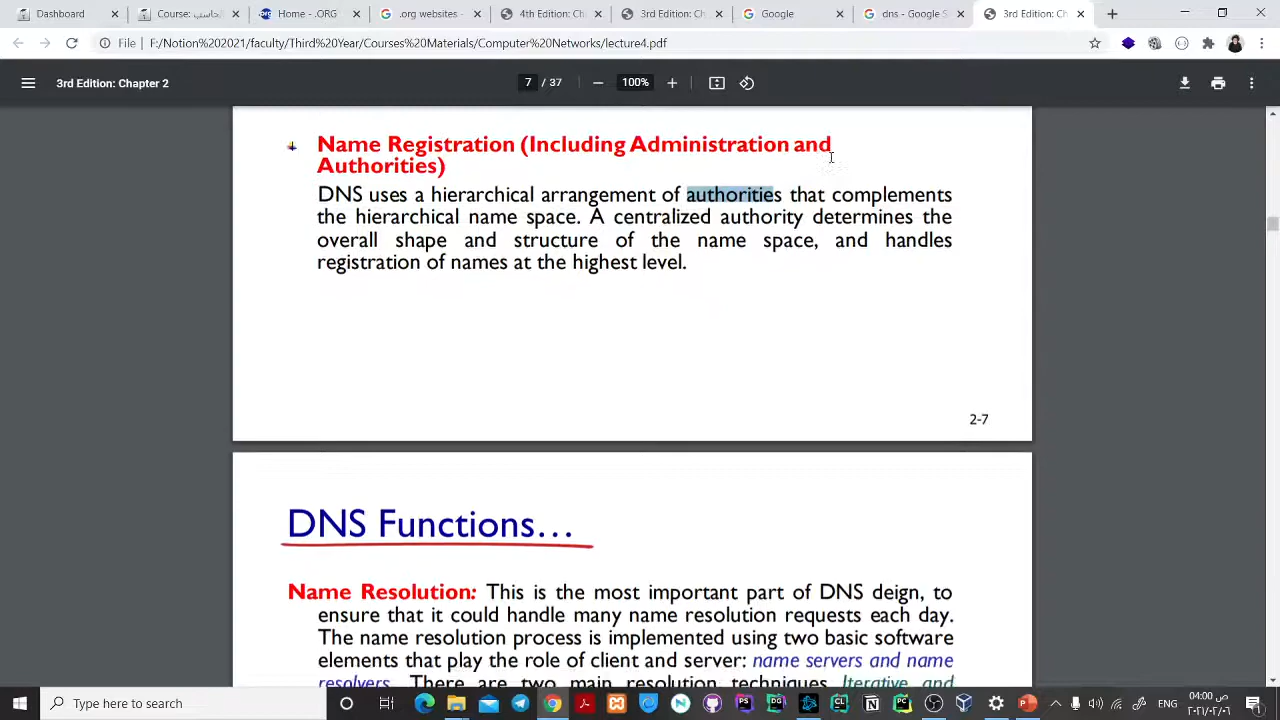 Dashboard
Course: المحاسب
Home - .ORG
.org websites -
4th Edition: Ch
3rd Edition: Ch
Google
dns - Google S
3rd Edition: Ch
File F:/Notion%202021/faculty/Third%20Year/Courses%20Materials/Computer%20Networks/lecture4.pdf
3rd Edition: Chapter 2
7 / 37
100%
Name Registration (Including Administration and
Authorities)
DNS uses a hierarchical arrangement of authorities that complements
the hierarchical name space. A centralized authority determines the
overall shape and structure of the name space, and handles
registration of names at the highest level.
2-7
DNS Functions...
Name Resolution: This is the most important part of DNS deign, to
ensure that it could handle many name resolution requests each day.
The name resolution process is implemented using two basic software
elements that play the role of client and server: name servers and name
resolvers. There are two main resolution techniques Iterative and
Type here to search
ENG
04:00 ص